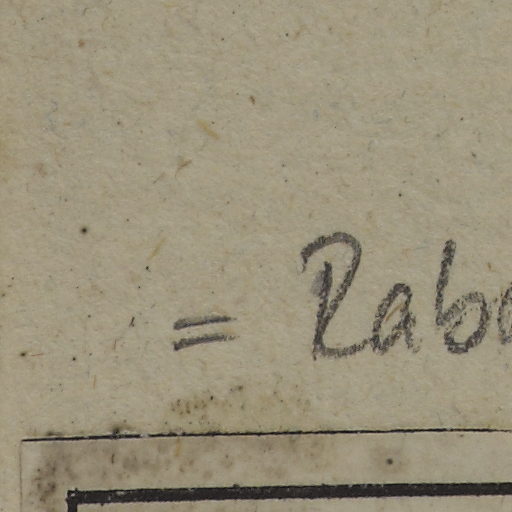 = Rab